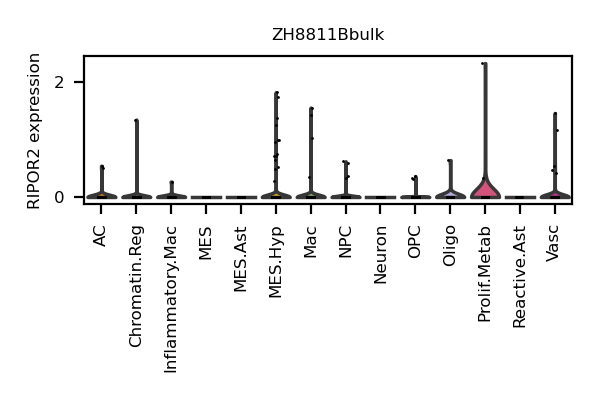 ZH8811Bbulk
RIPOR2 expression
2
0
AC
Chromatin.Reg
Inflammatory.Mac
MES
MES.Ast
MES.Hyp
Mac
NPC
Neuron
OPC
Oligo
Prolif.Metab
Reactive.Ast
Vasc